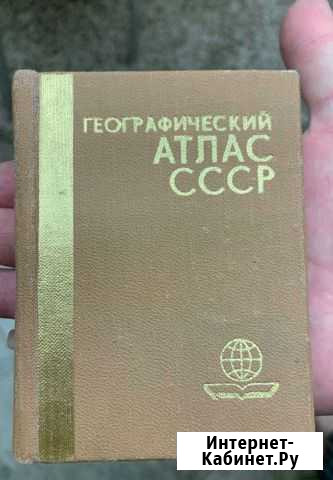 ГЕОГРАФИЧЕСКИЙ
АТЛАС
СССР
Интернет-
Кабинет.Ру